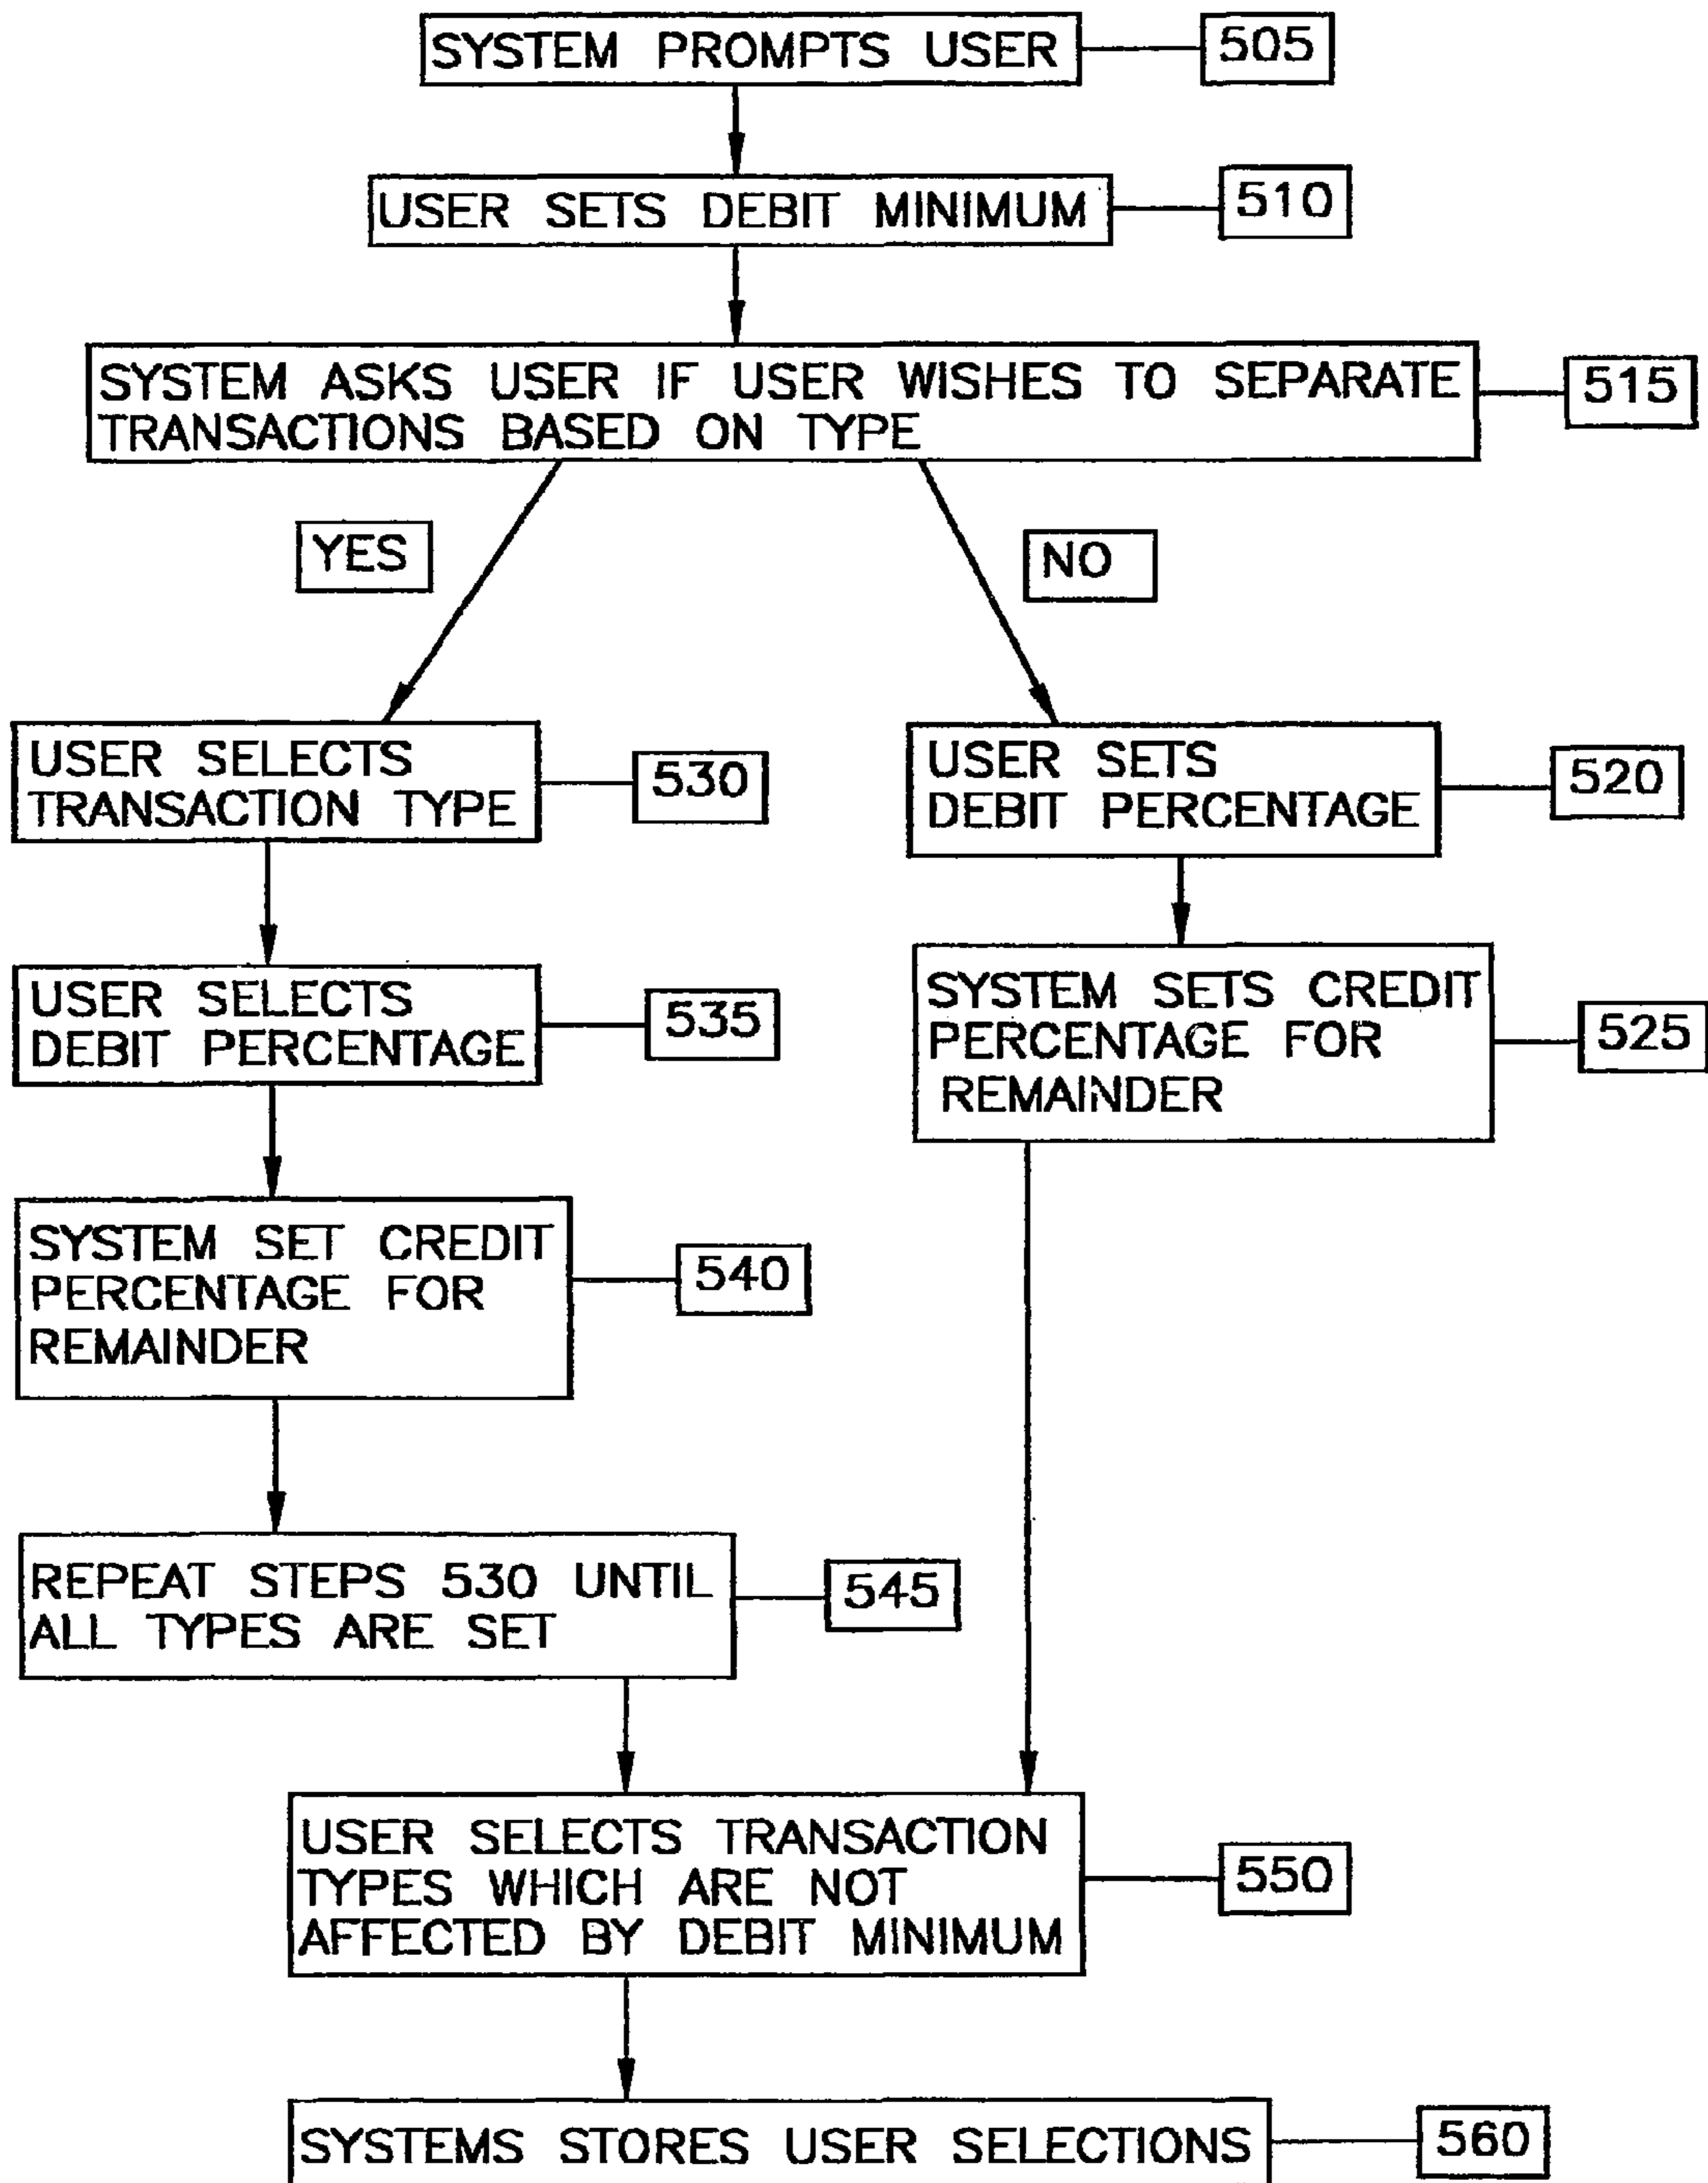 SYSTEM PROMPTS USER
505
USER SETS DEBIT MINIMUM
510
SYSTEM ASKS USER IF USER WISHES TO SEPARATE
TRANSACTIONS BASED ON TYPE
515
YES
NO
USER SELECTS
TRANSACTION TYPE
530
USER SETS
DEBIT PERCENTAGE
520
USER SELECTS
DEBIT PERCENTAGE
535
SYSTEM SETS CREDIT
PERCENTAGE FOR
REMAINDER
525
SYSTEM SET CREDIT
PERCENTAGE FOR
REMAINDER
540
REPEAT STEPS 530 UNTIL
ALL TYPES ARE SET
545
USER SELECTS TRANSACTION
TYPES WHICH ARE NOT
AFFECTED BY DEBIT MINIMUM
550
SYSTEMS STORES USER SELECTIONS
560